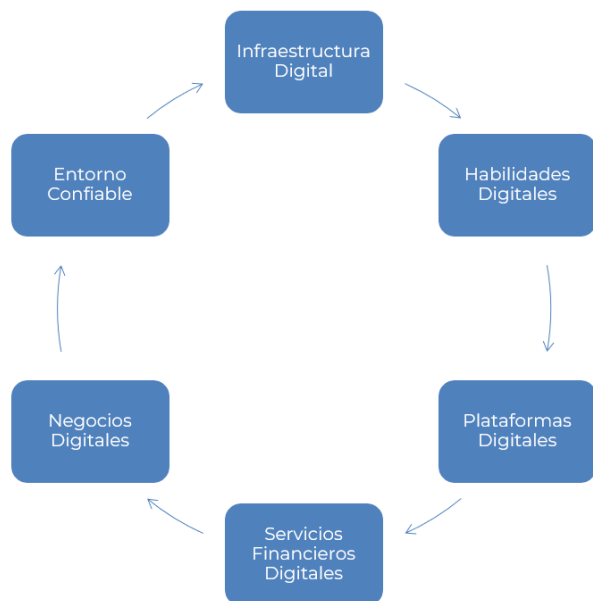 Infraestructura
Digital
Habilidades
Digitales
Plataformas
Digitales
Servicios
Financieros
Digitales
Negocios
Digitales
Entorno
Confiable